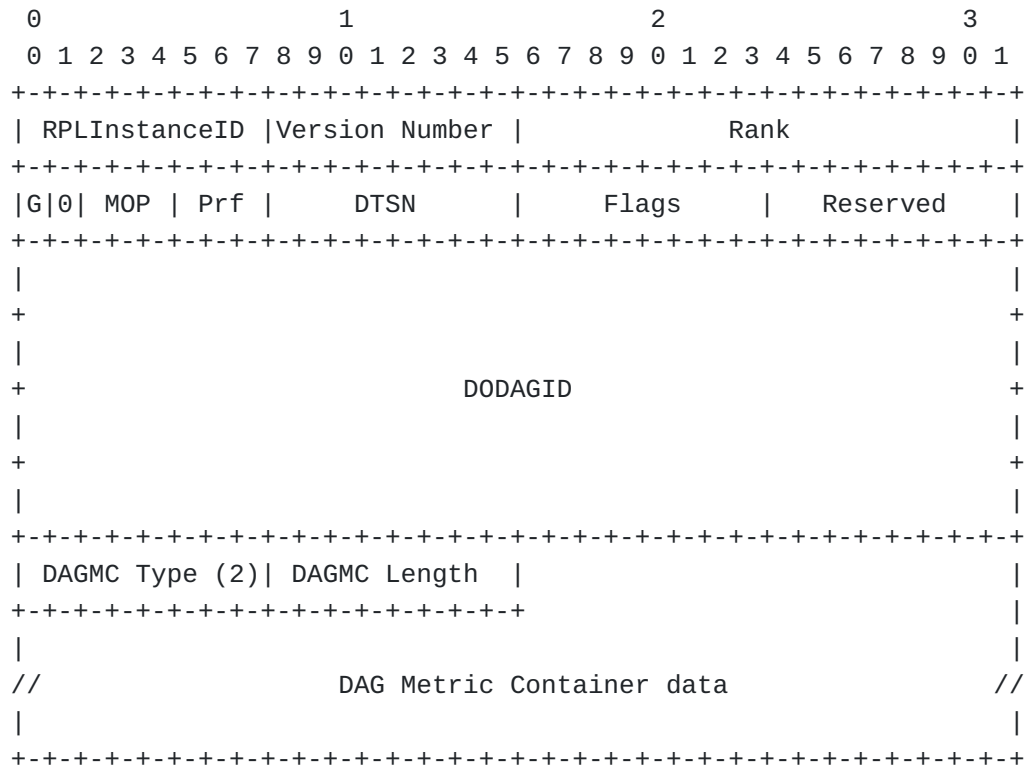 0                   1                   2                   3
 0 1 2 3 4 5 6 7 8 9 0 1 2 3 4 5 6 7 8 9 0 1 2 3 4 5 6 7 8 9 0 1
+-+-+-+-+-+-+-+-+-+-+-+-+-+-+-+-+-+-+-+-+-+-+-+-+-+-+-+-+-+-+-+-+
| RPLInstanceID |Version Number |             Rank              |
+-+-+-+-+-+-+-+-+-+-+-+-+-+-+-+-+-+-+-+-+-+-+-+-+-+-+-+-+-+-+-+-+
|G|0| MOP | Prf |     DTSN      |     Flags     |   Reserved    |
+-+-+-+-+-+-+-+-+-+-+-+-+-+-+-+-+-+-+-+-+-+-+-+-+-+-+-+-+-+-+-+-+
|                                                               |
+                                                               +
|                                                               |
+                            DODAGID                            +
|                                                               |
+                                                               +
|                                                               |
+-+-+-+-+-+-+-+-+-+-+-+-+-+-+-+-+-+-+-+-+-+-+-+-+-+-+-+-+-+-+-+-+
| DAGMC Type (2)| DAGMC Length  |                               |
+-+-+-+-+-+-+-+-+-+-+-+-+-+-+-+-+                               |
|                                                               |
//                   DAG Metric Container data                 //
|                                                               |
+-+-+-+-+-+-+-+-+-+-+-+-+-+-+-+-+-+-+-+-+-+-+-+-+-+-+-+-+-+-+-+-+